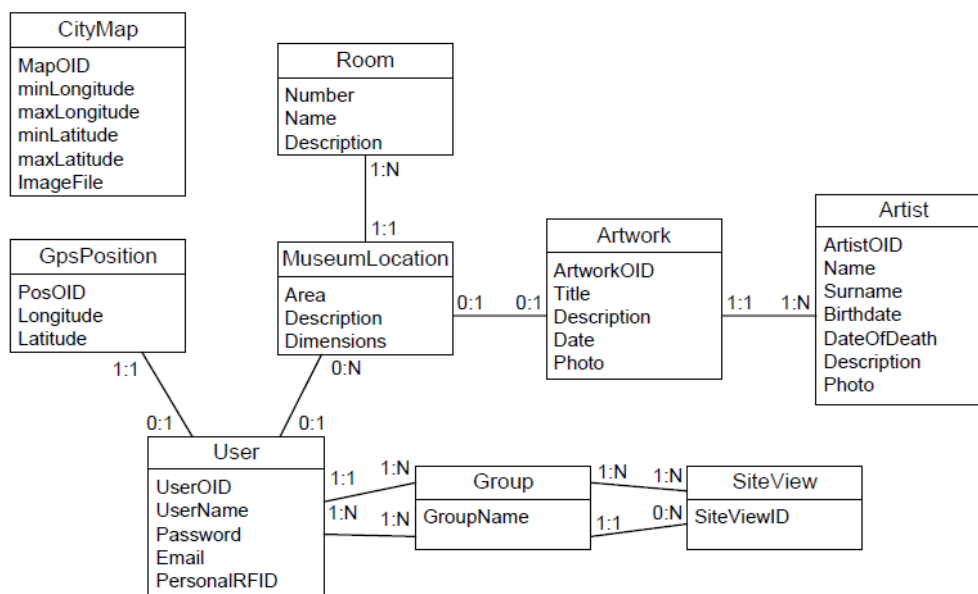 CityMap
MapOID
minLongitude
maxLongitude
minLatitude
maxLatitude
ImageFile
Room
Number
Name
Description
1:N
1:1
GpsPosition
PosOID
Longitude
Latitude
1:1
0:1
MuseumLocation
Area
Description
Dimensions
0:1
0:1
0:N
0:1
Artwork
ArtworkOID
Title
Description
Date
Photo
1:1
1:N
Artist
ArtistOID
Name
Surname
Birthdate
DateOfDeath
Description
Photo
User
UserOID
UserName
Password
Email
PersonalRFID
1:1
1:N
1:N
1:N
Group
GroupName
1:N
1:N
1:1
0:N
SiteView
SiteViewID